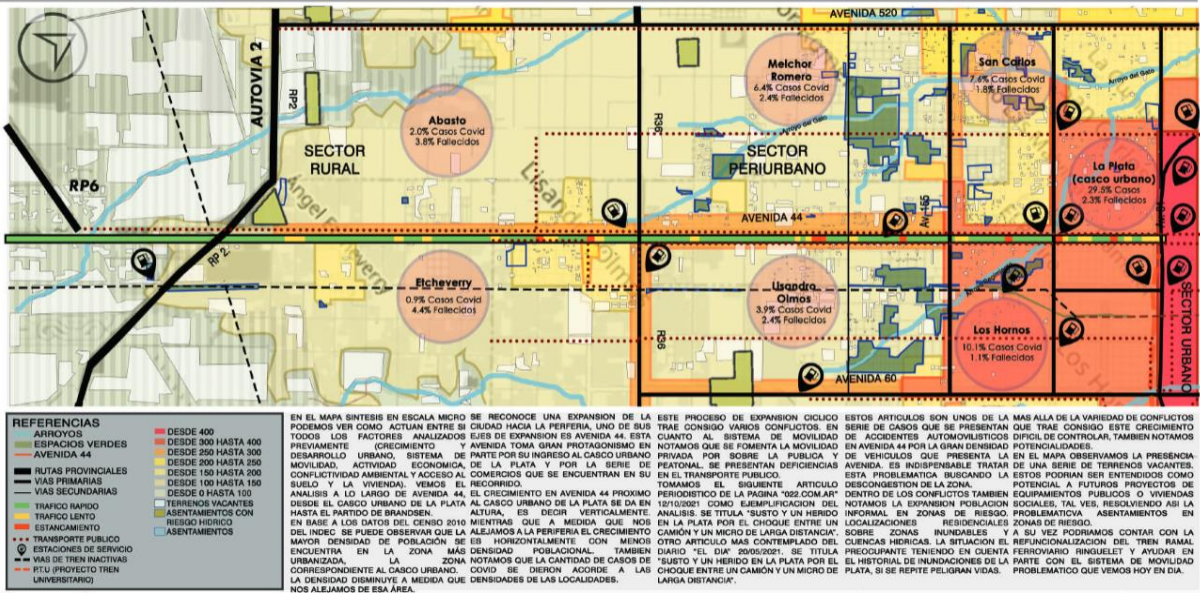 AVENIDA 520
AUTOVIA 2
RP2
Melchor
Romero
6.4% Casos Covid
2.4% Fallecidos
San Carlos
7.6% Casos Covid
1.8% Fallecidos
Arroyo del Gato
Abasto
2.0% Casos Covid
3.8% Fallecidos
R36
Arroyo del Gato
SECTOR
RURAL
SECTOR
PERIURBANO
La Plata
(casco urbano)
29.5% Casos
2.3% Fallecidos
RP6
Ángel Etcheverry
Lisandro Olmos
AVENIDA 44
Av. 155
RP 2
Etcheverry
0.9% Casos Covid
4.4% Fallecidos
Lisandro
Olmos
3.9% Casos Covid
2.4% Fallecidos
R36
Los Hornos
10.1% Casos Covid
1.1% Fallecidos
SECTOR URBANO
AVENIDA 60
REFERENCIAS
ARROYOS
ESPACIOS VERDES
AVENIDA 44
RUTAS PROVINCIALES
VIAS PRIMARIAS
VIAS SECUNDARIAS
TRAFICO RAPIDO
TRAFICO LENTO
ESTANCAMIENTO
TRANSPORTE PUBLICO
ESTACIONES DE SERVICIO
VIAS DE TREN INACTIVAS
P.T.U (PROYECTO TREN
UNIVERSITARIO)
DESDE 400
DESDE 300 HASTA 400
DESDE 250 HASTA 300
DESDE 200 HASTA 250
DESDE 150 HASTA 200
DESDE 100 HASTA 150
DESDE 0 HASTA 100
TERRENOS VACANTES
ASENTAMIENTOS CON
RIESGO HIDRICO
ASENTAMIENTOS
EN EL MAPA SINTESIS EN ESCALA MICRO
PODEMOS VER COMO ACTUAN ENTRE SI
TODOS LOS FACTORES ANALIZADOS
PREVIAMENTE (CRECIMIENTO Y
DESARROLLO URBANO, SISTEMA DE
MOVILIDAD, ACTIVIDAD ECONOMICA,
CONFLICTIVIDAD AMBIENTAL Y ACCESO AL
SUELO Y LA VIVIENDA). VEMOS EL
ANALISIS A LO LARGO DE AVENIDA 44,
DESDE EL CASCO URBANO DE LA PLATA
HASTA EL PARTIDO DE BRANDSEN.
EN BASE A LOS DATOS DEL CENSO 2010
DEL INDEC SE PUEDE OBSERVAR QUE LA
MAYOR DENSIDAD DE POBLACIÓN SE
ENCUENTRA EN LA ZONA MÁS
URBANIZADA, LA ZONA
CORRESPONDIENTE AL CASCO URBANO.
LA DENSIDAD DISMINUYE A MEDIDA QUE
NOS ALEJAMOS DE ESA ÁREA.
SE RECONOCE UNA EXPANSION DE LA
CIUDAD HACIA LA PERFERIA, UNO DE SUS
EJES DE EXPANSION ES AVENIDA 44. ESTA
AVENIDA TOMA GRAN PROTAGONISMO EN
PARTE POR SU INGRESO AL CASCO URBANO
DE LA PLATA Y POR LA SERIE DE
COMERCIOS QUE SE ENCUENTRAN EN SU
RECORRIDO.
EL CRECIMIENTO EN AVENIDA 44 PROXIMO
AL CASCO URBANO DE LA PLATA SE DA EN
ALTURA, ES DECIR VERTICALMENTE.
MIENTRAS QUE A MEDIDA QUE NOS
ALEJAMOS A LA PERIFERIA EL CRECIMIENTO
ES HORIZONTALMENTE CON MENOS
DENSIDAD POBLACIONAL. TAMBIEN
NOTAMOS QUE LA CANTIDAD DE CASOS DE
COVID SE DIERON ACORDE A LAS
DENSIDADES DE LAS LOCALIDADES.
ESTE PROCESO DE EXPANSION CICLICO
TRAE CONSIGO VARIOS CONFLICTOS. EN
CUANTO AL SISTEMA DE MOVILIDAD
NOTAMOS QUE SE FOMENTA LA MOVILIDAD
PRIVADA POR SOBRE LA PUBLICA Y
PEATONAL. SE PRESENTAN DEFICIENCIAS
EN EL TRANSPORTE PUBLICO.
TOMAMOS EL SIGUIENTE ARTICULO
PERIODISTICO DE LA PAGINA "022.COM.AR"
12/10/2021 COMO EJEMPLIFICACION DEL
ANALISIS. SE TITULA "SUSTO Y UN HERIDO
EN LA PLATA POR EL CHOQUE ENTRE UN
CAMIÓN Y UN MICRO DE LARGA DISTANCIA".
OTRO ARTICULO MAS CONTEMPLADO DEL
DIARIO "EL DIA" 20/05/2021. SE TITULA
"SUSTO Y UN HERIDO EN LA PLATA POR EL
CHOQUE ENTRE UN CAMIÓN Y UN MICRO DE
LARGA DISTANCIA".
ESTOS ARTICULOS SON UNOS DE LA
SERIE DE CASOS QUE SE PRESENTAN
DE ACCIDENTES AUTOMOVILISTICOS
EN AVENIDA 44 POR LA GRAN DENSIDAD
DE VEHICULOS QUE PRESENTA LA
AVENIDA. ES INDISPENSABLE TRATAR
ESTA PROBLEMATICA BUSCANDO LA
DESCONGESTION DE LA ZONA.
DENTRO DE LOS CONFLICTOS TAMBIEN
NOTAMOS LA EXPANSION POBLACION
INFORMAL EN ZONAS DE RIESGO.
LOCALIZACIONES RESIDENCIALES
SOBRE ZONAS INUNDABLES Y
CUENCAS HIDRICAS. LA SITUACION EL
PREOCUPANTE TENIENDO EN CUENTA
EL HISTORIAL DE INUNDACIONES DE LA
PLATA, SI SE REPITE PELIGRAN VIDAS.
MAS ALLA DE LA VARIEDAD DE CONFLICTOS
QUE TRAE CONSIGO ESTE CRECIMIENTO
DIFICIL DE CONTROLAR, TAMBIEN NOTAMOS
POTENCIALIDADES.
EN EL MAPA OBSERVAMOS LA PRESENCIA
DE UNA SERIE DE TERRENOS VACANTES,
ESTOS PODRIAN SER ENTENDIDOS COMO
POTENCIAL A FUTUROS PROYECTOS DE
EQUIPAMIENTOS PUBLICOS O VIVIENDAS
SOCIALES, TAL VES, RESOLVIENDO ASI LA
PROBLEMATICA ASENTAMIENTOS EN
ZONAS DE RIESGO.
A SU VEZ PODRIAMOS CONTAR CON LA
REFUNCIONALIZACION DEL TREN RAMAL
FERROVIARIO RINGUELET Y AYUDAR EN
PARTE CON EL SISTEMA DE MOVILIDAD
PROBLEMATICO QUE VEMOS HOY EN DIA.